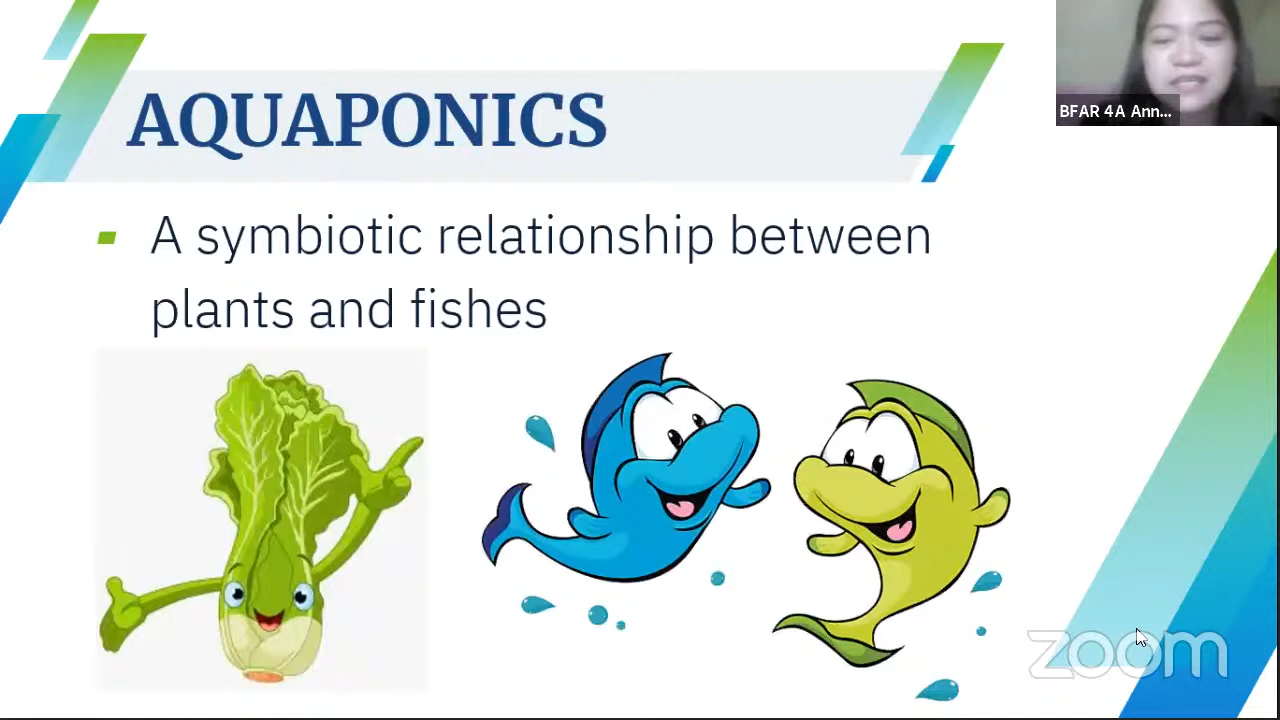 AQUAPONICS
BFAR 4A Ann...
A symbiotic relationship between
plants and fishes
zoom